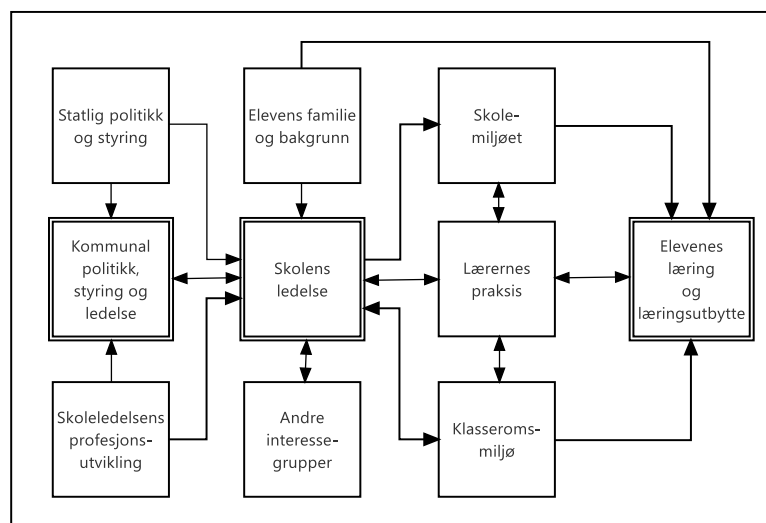 Statlig politikk
og styring
Elevens familie
og bakgrunn
Skole-
miljøet
Kommunal
politikk,
styring og
ledelse
Skolens
ledelse
Lærernes
praksis
Elevenes
læring
og
læringsutbytte
Skoleledelsens
profesjons-
utvikling
Andre
interesse-
grupper
Klasseroms-
miljø